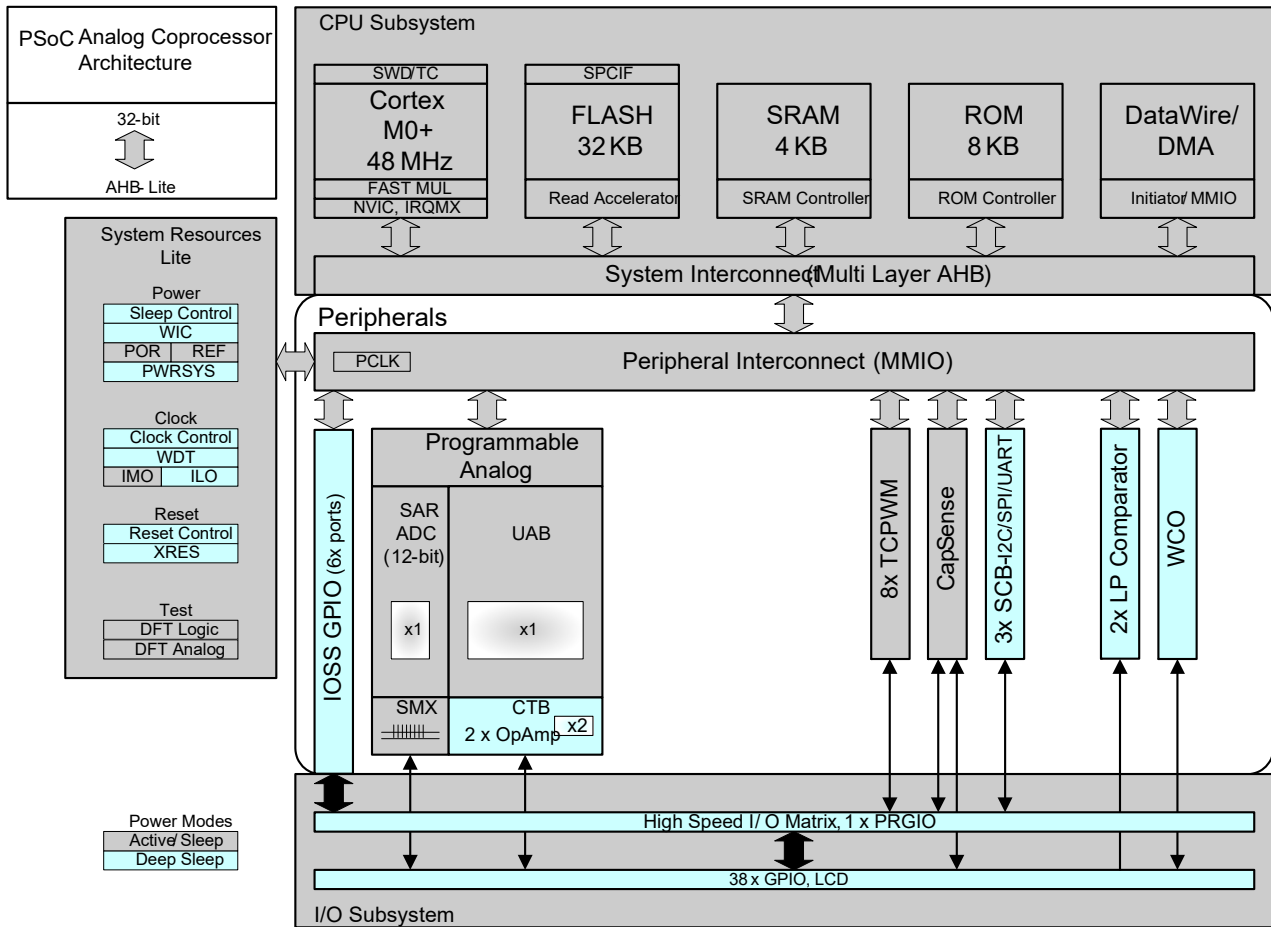 PSoC Analog Coprocessor
Architecture
32-bit
AHB-Lite
CPU Subsystem
SWD/TC
Cortex
M0+
48 MHz
FAST MUL
NVIC, IRQMX
SPCIF
FLASH
32 KB
Read Accelerator
SRAM
4 KB
SRAM Controller
ROM
8 KB
ROM Controller
DataWire/
DMA
Initiator/MMIO
System Interconnect (Multi Layer AHB)
System Resources
Lite
Power
Sleep Control
WIC
POR REF
PWRSYS
Clock
Clock Control
WDT
IMO ILO
Reset
Reset Control
XRES
Test
DFT Logic
DFT Analog
Peripherals
PCLK
Peripheral Interconnect (MMIO)
IOSS GPIO (6x ports)
Programmable
Analog
SAR
ADC
(12-bit)
x1
UAB
x1
SMX
CTB
2 x OpAmp x2
8x TCPWM
CapSense
3x SCB-I2C/SPI/UART
2x LP Comparator
WCO
Power Modes
Active/Sleep
Deep Sleep
High Speed I/O Matrix, 1 x PRGIO
38 x GPIO, LCD
I/O Subsystem